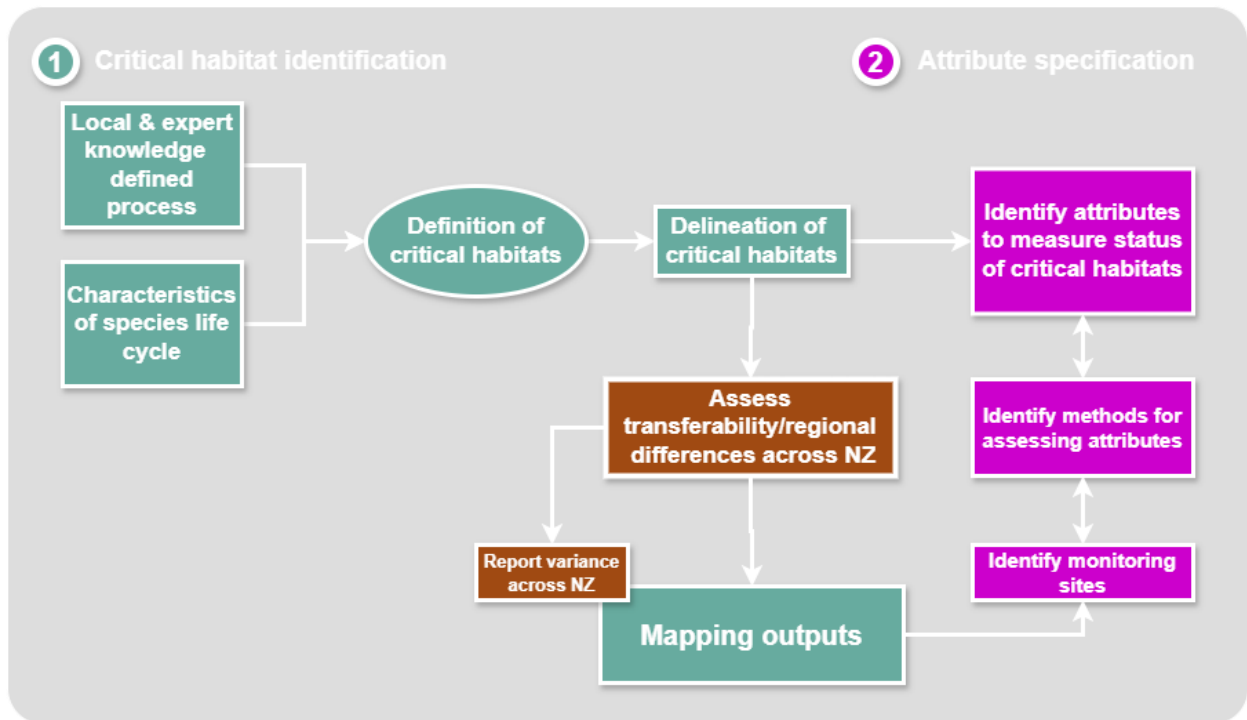 1 Critical habitat identification
2 Attribute specification
Local & expert
knowledge
defined
process
Characteristics
of species life
cycle
Definition of
critical habitats
Delineation of
critical habitats
Identify attributes
to measure status
of critical habitats
Assess
transferability/regional
differences across NZ
Identify methods for
assessing attributes
Report variance
across NZ
Identify monitoring
sites
Mapping outputs